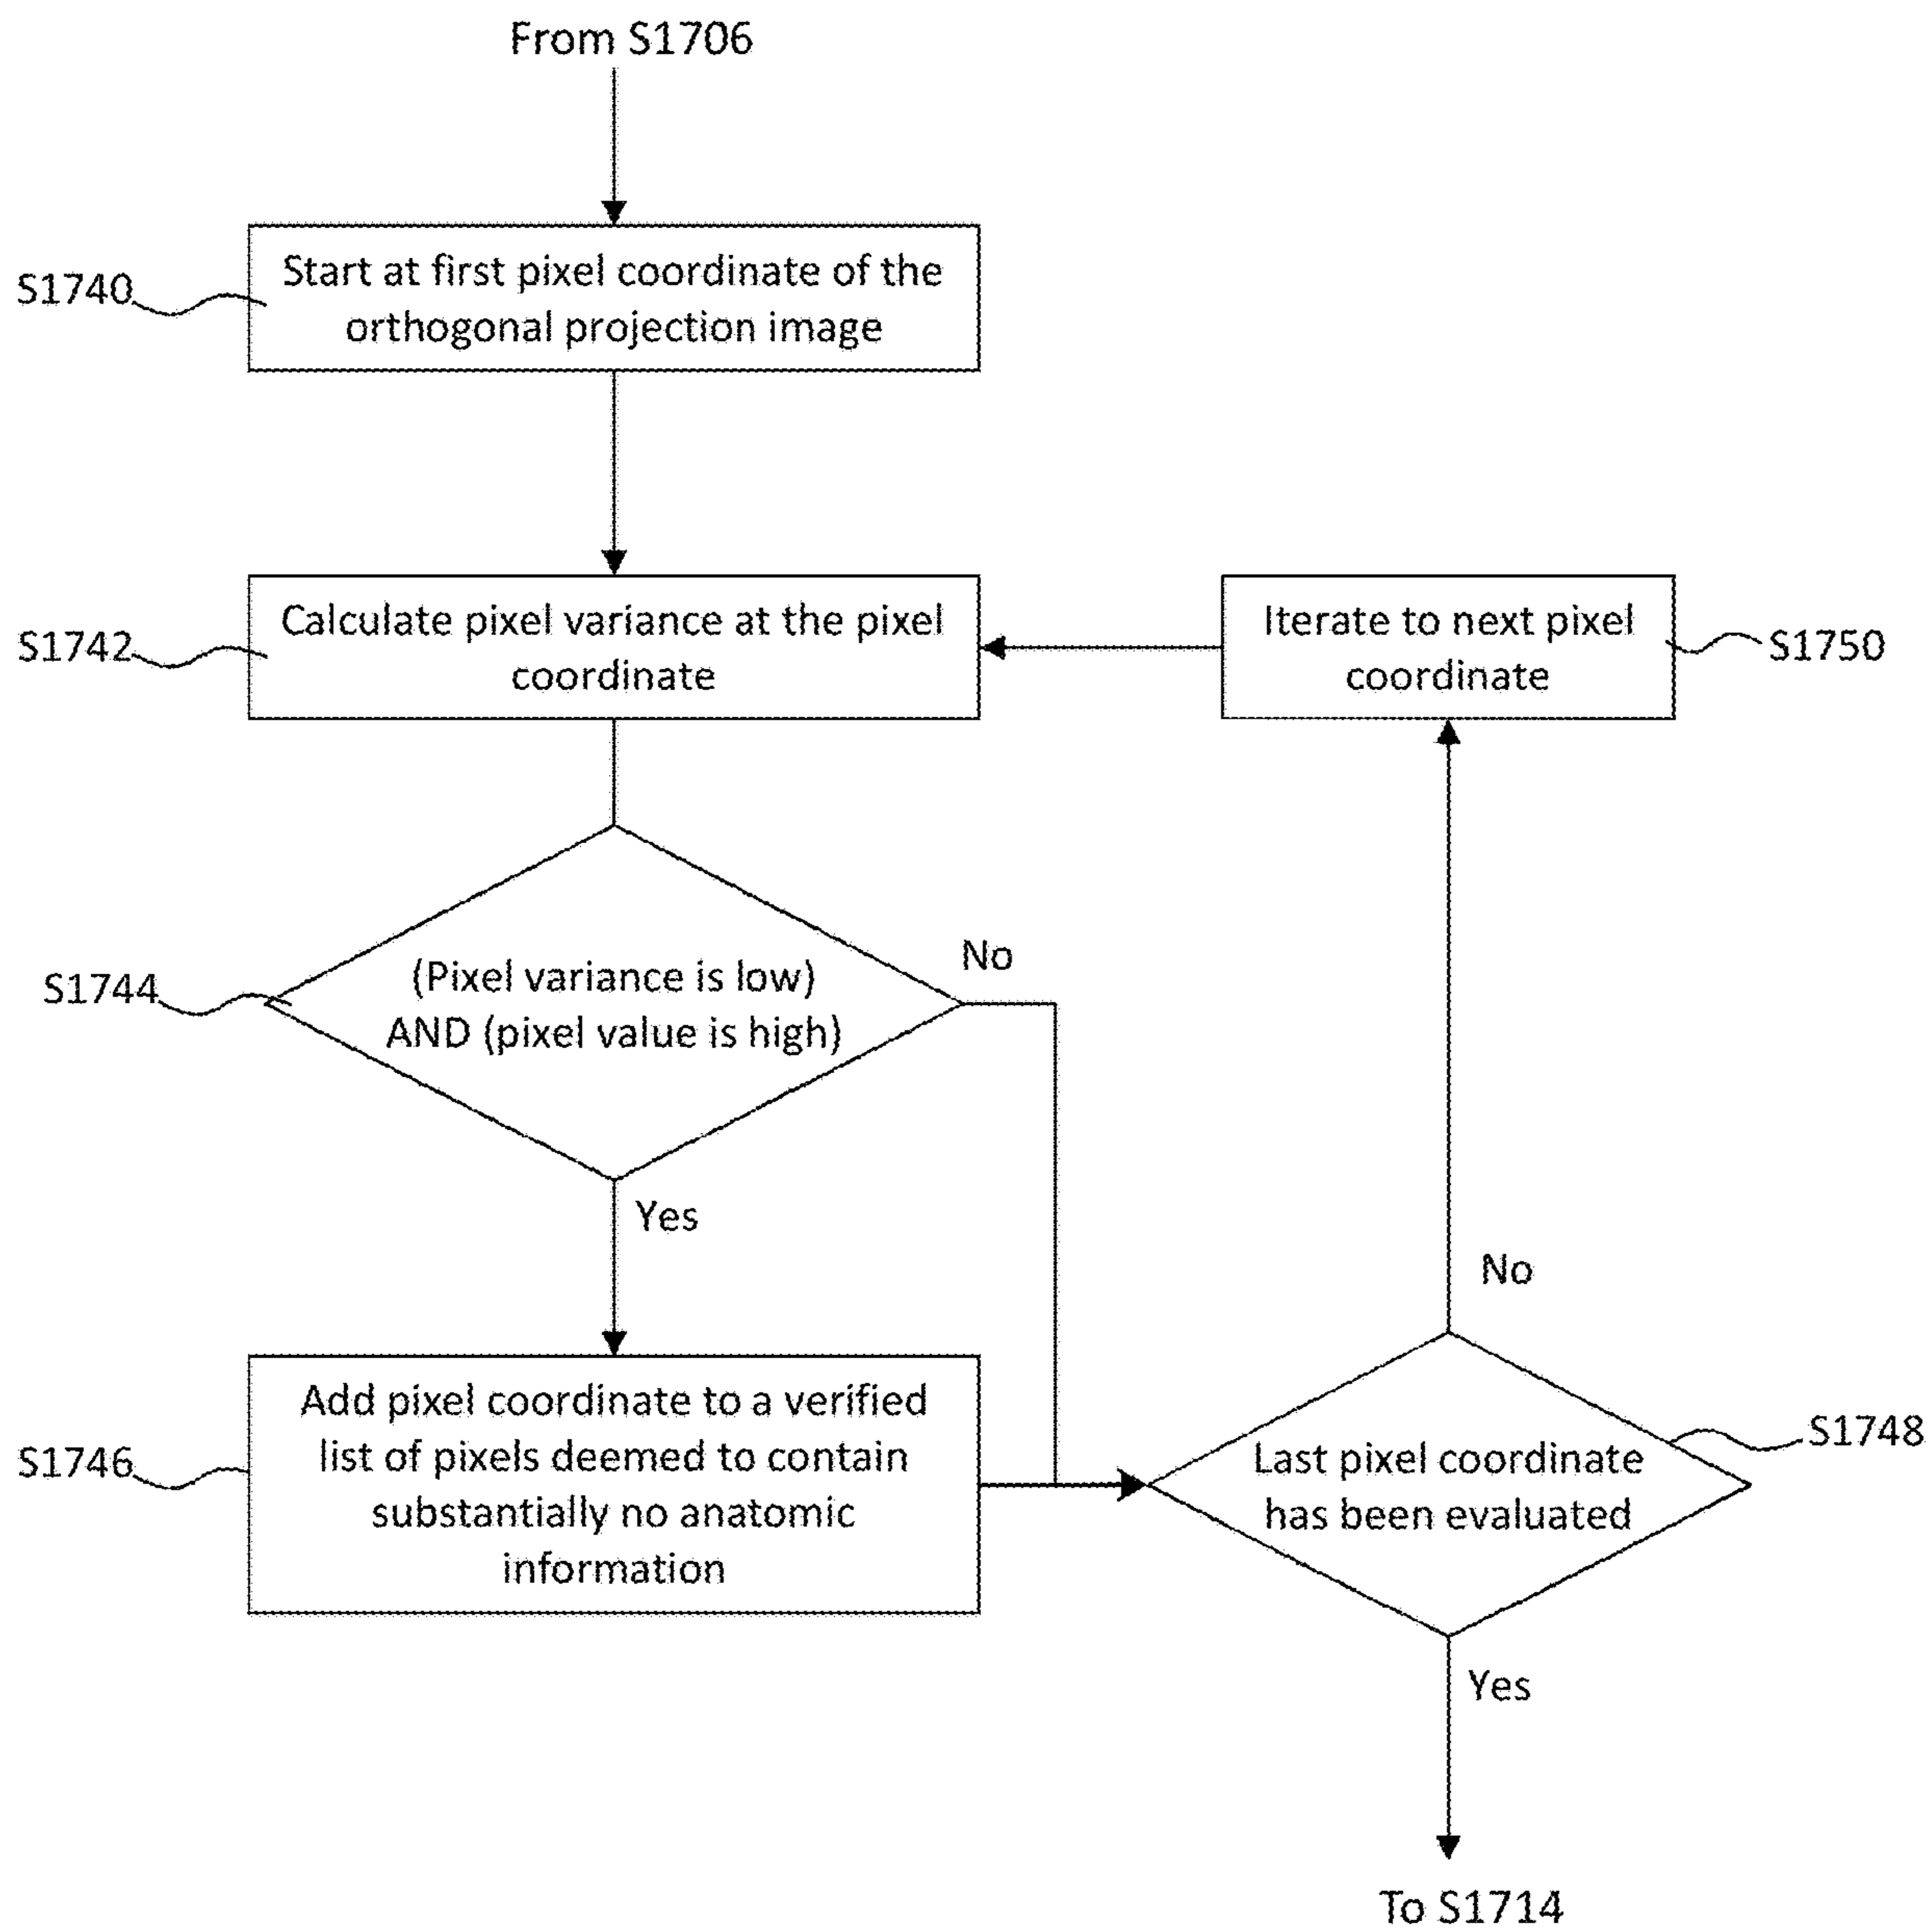 From S1706
S1740
Start at first pixel coordinate of the
orthogonal projection image
S1742
Calculate pixel variance at the pixel
coordinate
Iterate to next pixel
coordinate
S1750
S1744
(Pixel variance is low)
AND (pixel value is high)
No
Yes
No
S1746
Add pixel coordinate to a verified
list of pixels deemed to contain
substantially no anatomic
information
Last pixel coordinate
has been evaluated
S1748
Yes
To S1714